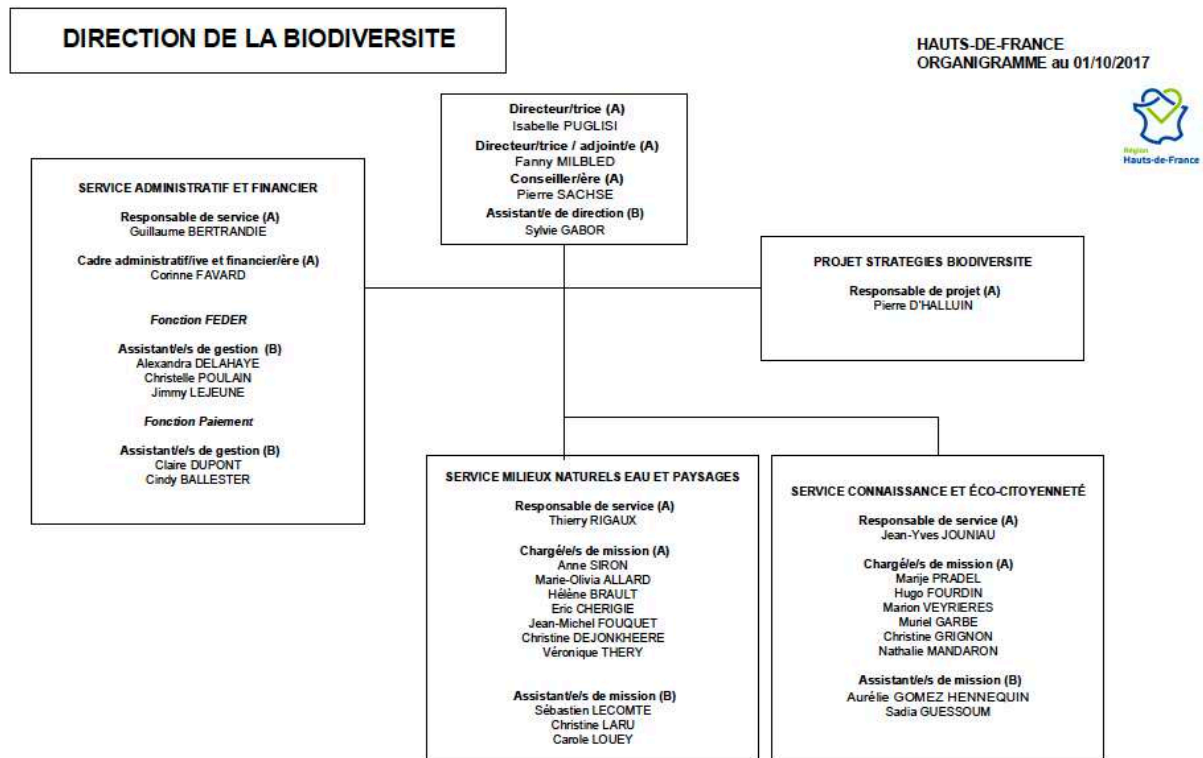 DIRECTION DE LA BIODIVERSITE
HAUTS-DE-FRANCE
ORGANIGRAMME au 01/10/2017
Région
Hauts-de-France
Directeur/trice (A)
Isabelle PUGLISI
Directeur/trice / adjoint/e (A)
Fanny MILBLED
Conseiller/ère (A)
Pierre SACHSE
Assistant/e de direction (B)
Sylvie GABOR
SERVICE ADMINISTRATIF ET FINANCIER
Responsable de service (A)
Guillaume BERTRANDIE
Cadre administratif/ive et financier/ère (A)
Corinne FAVARD
Fonction FEDER
Assistant/e/s de gestion (B)
Alexandra DELAHAYE
Christelle POULAIN
Jimmy LEJEUNE
Fonction Paiement
Assistant/e/s de gestion (B)
Claire DUPONT
Cindy BALLESTER
PROJET STRATEGIES BIODIVERSITE
Responsable de projet (A)
Pierre D'HALLUIN
SERVICE MILIEUX NATURELS EAU ET PAYSAGES
Responsable de service (A)
Thierry RIGAUX
Chargé/e/s de mission (A)
Anne SIRON
Marie-Olivia ALLARD
Hélène BRAULT
Eric CHERIGIE
Jean-Michel FOUQUET
Christine DEJONKHEERE
Véronique THERY
Assistant/e/s de mission (B)
Sébastien LECOMTE
Christine LARU
Carole LOUEY
SERVICE CONNAISSANCE ET ÉCO-CITOYENNETÉ
Responsable de service (A)
Jean-Yves JOUNIAU
Chargé/e/s de mission (A)
Marije PRADEL
Hugo FOURDIN
Marion VEYRIERES
Muriel GARBE
Christine GRIGNON
Nathalie MANDARON
Assistant/e/s de mission (B)
Aurélie GOMEZ HENNEQUIN
Sadia GUESSOUM